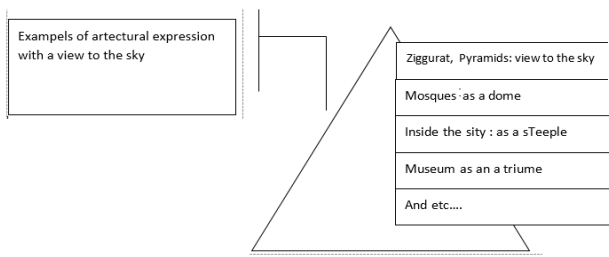 Exampels of artectural expression
with a view to the sky
Ziggurat, Pyramids: view to the sky
Mosques as a dome
Inside the sity : as a sTeeple
Museum as an a triume
And etc....